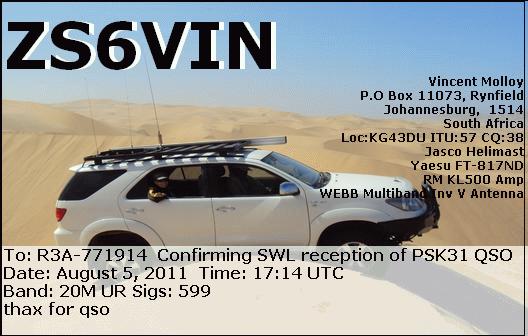 ZS6VIN
Vincent Molloy
P.O Box 11073, Rynfield
Johannesburg, 1514
South Africa
Loc:KG43DU ITU:57 CQ:38
Jasco Helimast
Yaesu FT-817ND
RM KL500 Amp
WEBB Multiband Inv V Antenna
To: R3A-771914 Confirming SWL reception of PSK31 QSO
Date: August 5, 2011 Time: 17:14 UTC
Band: 20M UR Sigs: 599
thax for qso